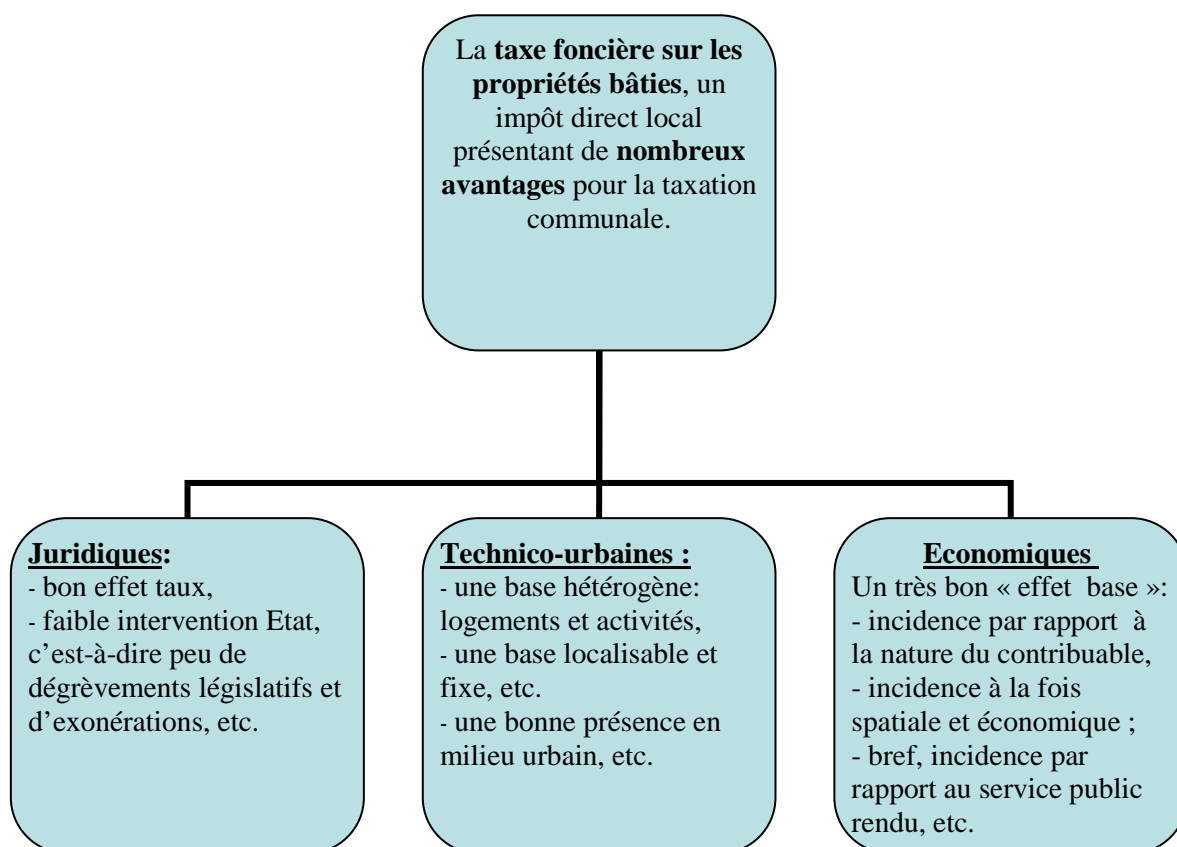 La taxe foncière sur les
propriétés bâties, un
impôt direct local
présentant de nombreux
avantages pour la taxation
communale.
Juridiques:
- bon effet taux,
- faible intervention Etat,
c’est-à-dire peu de
dégrèvements législatifs et
d’exonérations, etc.
Technico-urbaines :
- une base hétérogène:
logements et activités,
- une base localisable et
fixe, etc.
- une bonne présence en
milieu urbain, etc.
Economiques
Un très bon « effet base »:
- incidence par rapport à
la nature du contribuable,
- incidence à la fois
spatiale et économique ;
- bref, incidence par
rapport au service public
rendu, etc.